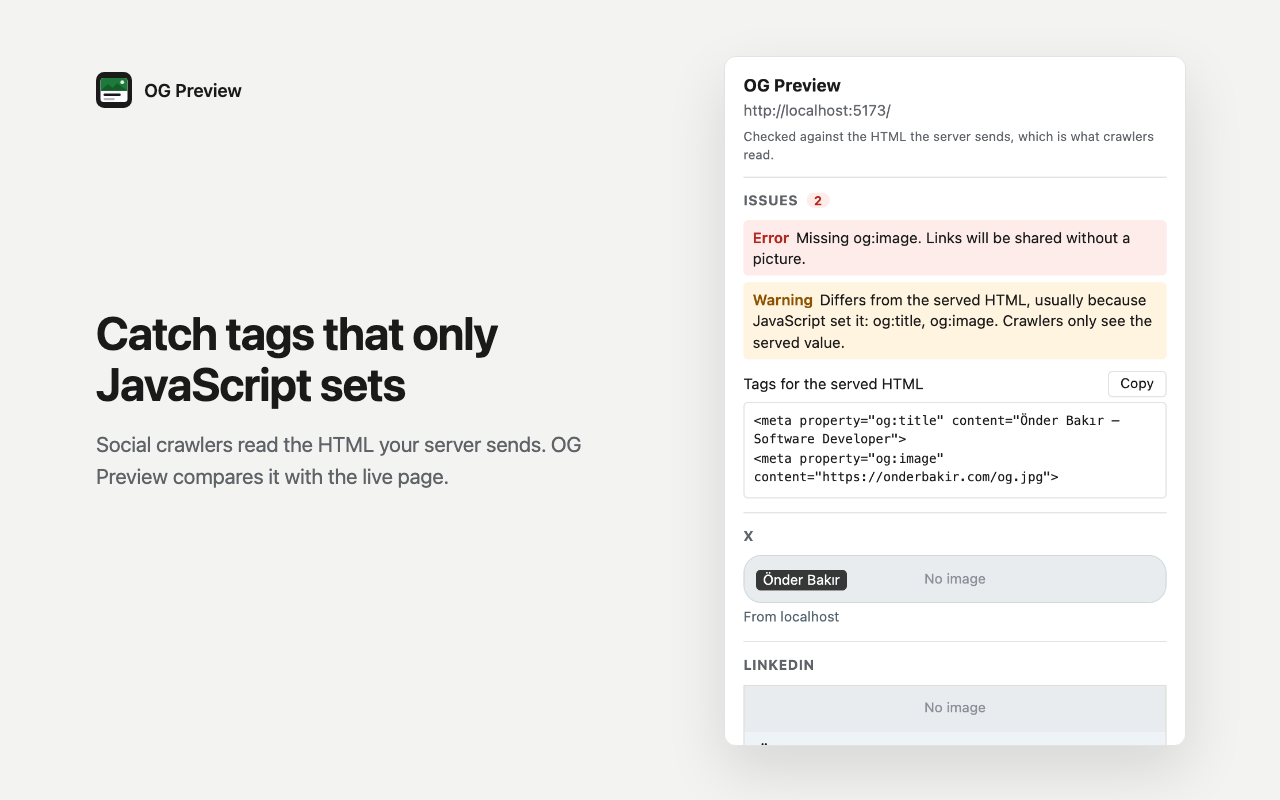 OG Preview
Catch tags that only
JavaScript sets
Social crawlers read the HTML your server sends. OG
Preview compares it with the live page.
OG Preview
http://localhost:5173/
Checked against the HTML the server sends, which is what crawlers
read.
ISSUES 2
Error Missing og:image. Links will be shared without a
picture.
Warning Differs from the served HTML, usually because
JavaScript set it: og:title, og:image. Crawlers only see the
served value.
Tags for the served HTML Copy
<meta property="og:title" content="Önder Bakır —
Software Developer">
<meta property="og:image"
content="https://onderbakir.com/og.jpg">
X
Önder Bakır No image
From localhost
LINKEDIN
No image